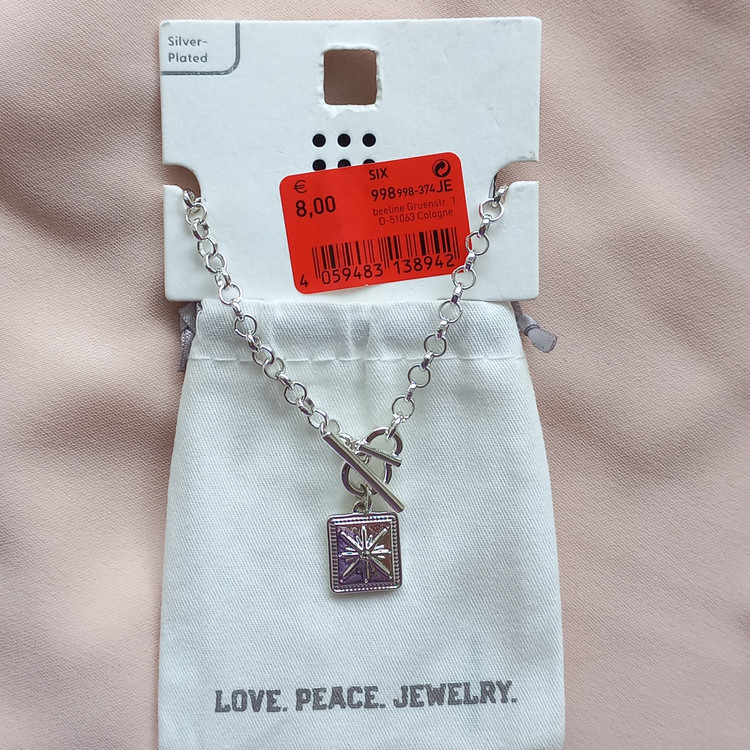 Silver-
Plated
SIX
€
8,00
998998-374JE
beeline Gruenstr. 1
D-51063 Cologne
4 059483 138942
LOVE. PEACE. JEWELRY.